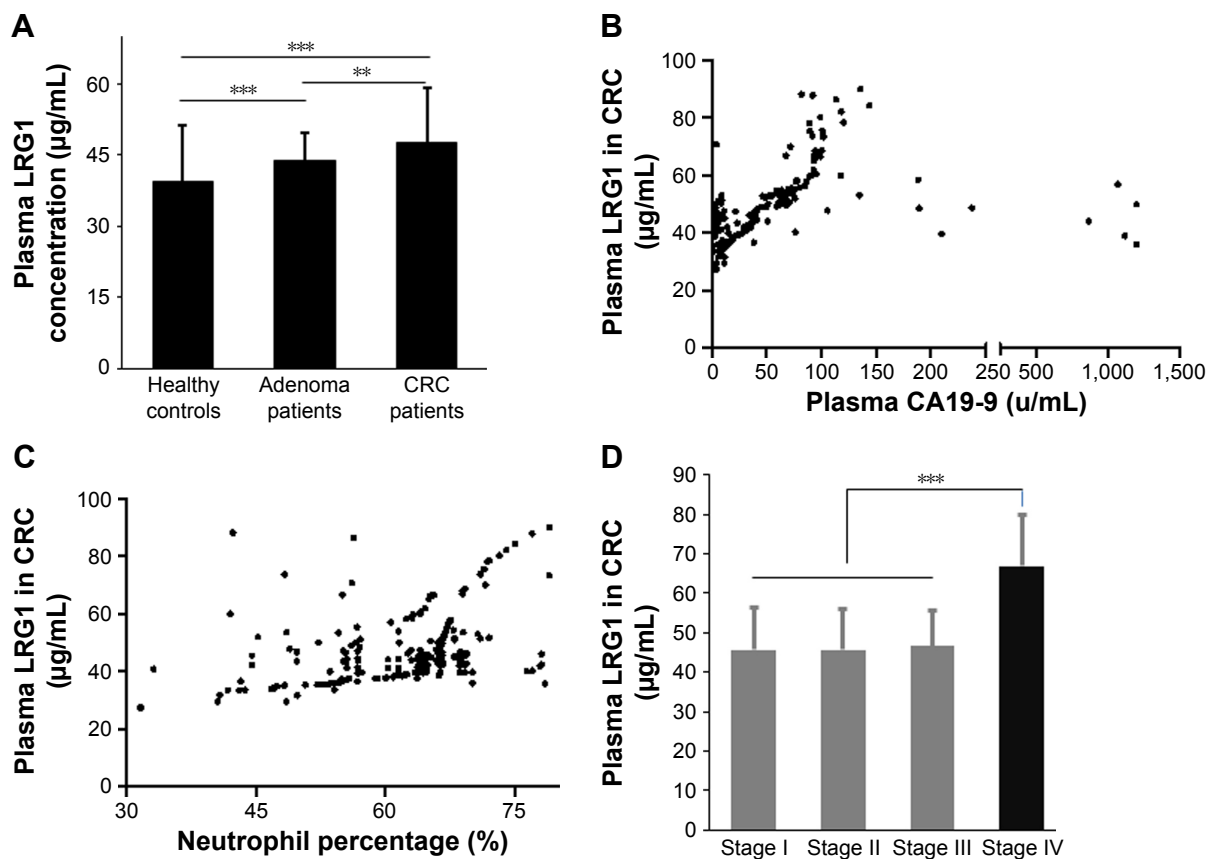 A
Plasma LRG1
concentration (μg/mL)
60
45
30
15
0
***
***
**
Healthy
controls
Adenoma
patients
CRC
patients
B
Plasma LRG1 in CRC
(μg/mL)
100
80
60
40
20
0
0 50 100 150 200 250 250 500 1,000 1,500
Plasma CA19-9 (u/mL)
C
Plasma LRG1 in CRC
(μg/mL)
100
80
60
40
20
0
30 45 60 75
Neutrophil percentage (%)
D
Plasma LRG1 in CRC
(μg/mL)
90
80
70
60
50
40
30
20
10
0
***
Stage I Stage II Stage III Stage IV